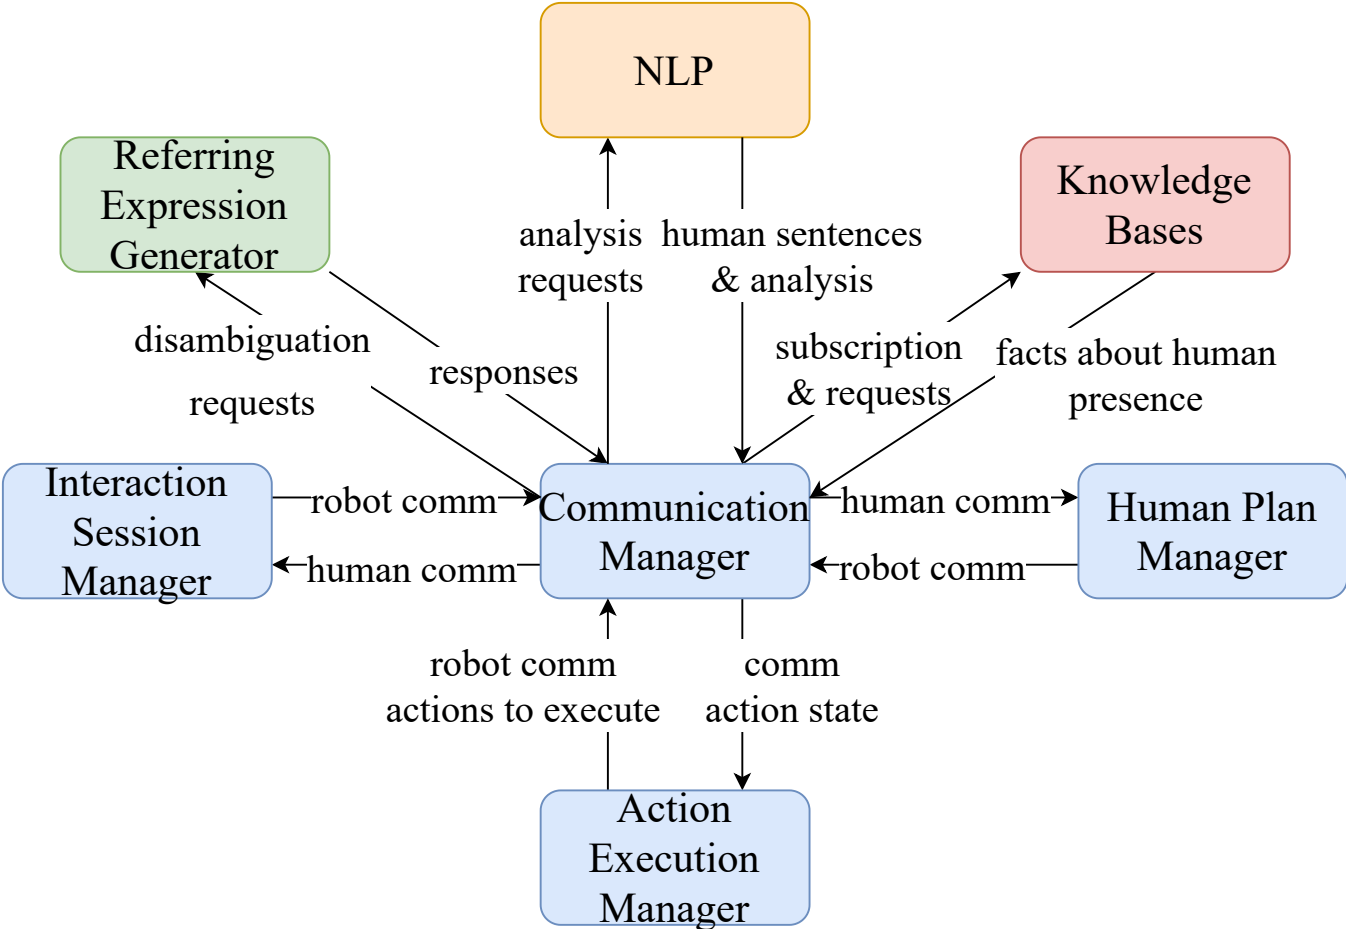 NLP
Referring
Expression
Generator
Knowledge
Bases
analysis
requests
human sentences
& analysis
disambiguation
requests
responses
subscription
& requests
facts about human
presence
Interaction
Session
Manager
robot comm
human comm
Communication
Manager
human comm
robot comm
Human Plan
Manager
robot comm
actions to execute
comm
action state
Action
Execution
Manager